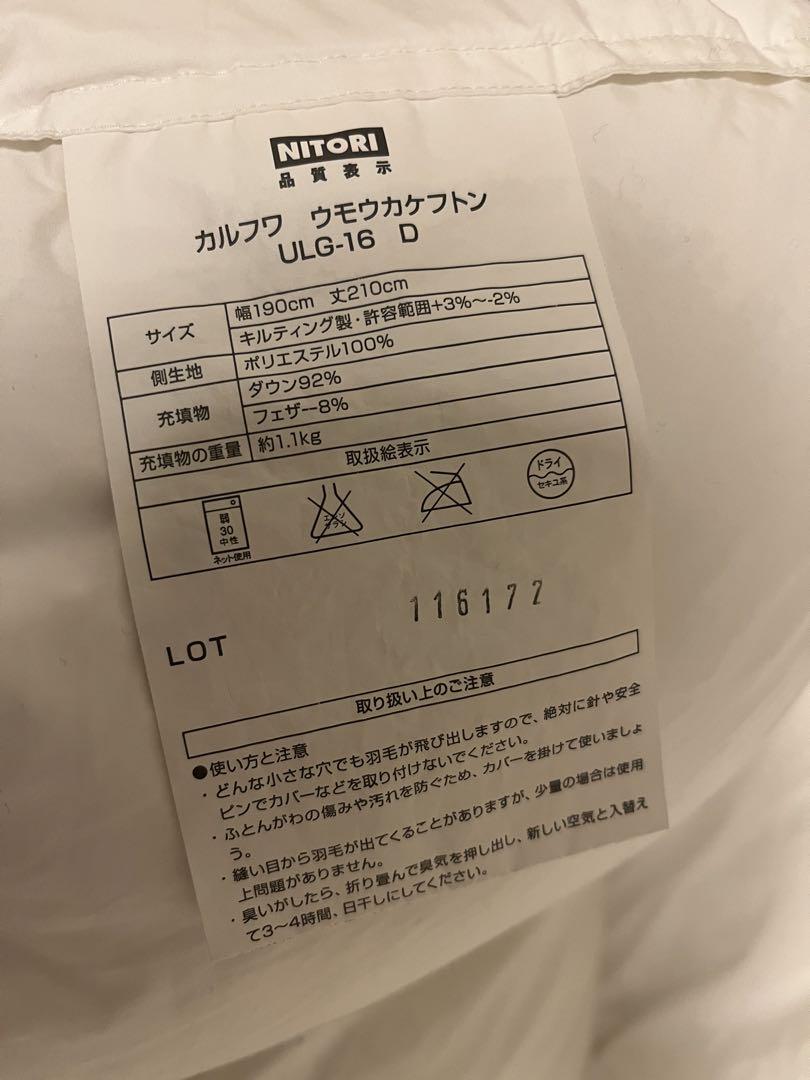 NITORI
品質表示
カルフワ ウモウカケフトン
ULG-16 D
サイズ
幅190cm 丈210cm
キルティング製・許容範囲+3%〜-2%
側生地
ポリエステル100%
充填物
ダウン92%
フェザー8%
充填物の重量
約1.1kg
取扱絵表示
弱
30
中性
ネット使用
エンソ
サラシ
ドライ
セキユ系
LOT
116172
取り扱い上のご注意
●使い方と注意
・どんな小さな穴でも羽毛が飛び出しますので、絶対に針や安全
ピンでカバーなどを取り付けないでください。
・ふとんがわの傷みや汚れを防ぐため、カバーを掛けて使いましょ
う。
・縫い目から羽毛が出てくることがありますが、少量の場合は使用
上問題がありません。
・臭いがしたら、折り畳んで臭気を押し出し、新しい空気と入替え
て3〜4時間、日干しにしてください。